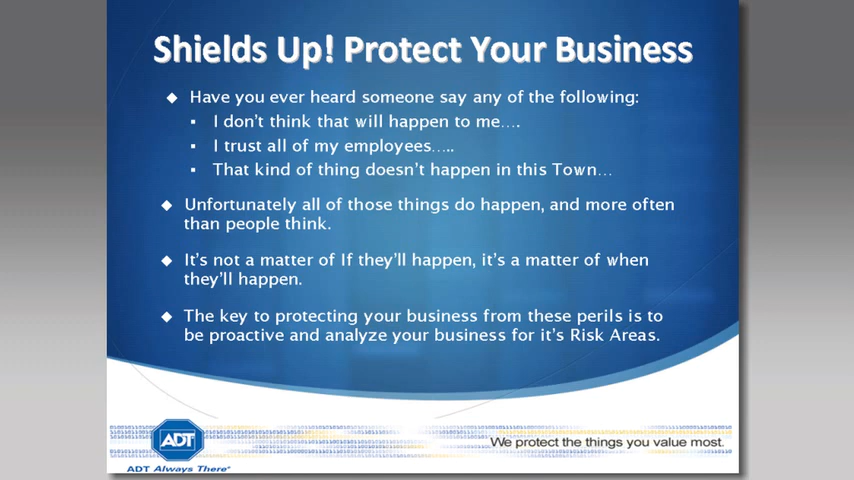 Shields Up! Protect Your Business
Have you ever heard someone say any of the following:
I don't think that will happen to me….
I trust all of my employees…..
That kind of thing doesn't happen in this Town…
Unfortunately all of those things do happen, and more often
than people think.
It's not a matter of If they'll happen, it's a matter of when
they'll happen.
The key to protecting your business from these perils is to
be proactive and analyze your business for it's Risk Areas.
ADT
We protect the things you value most.
ADT Always There®